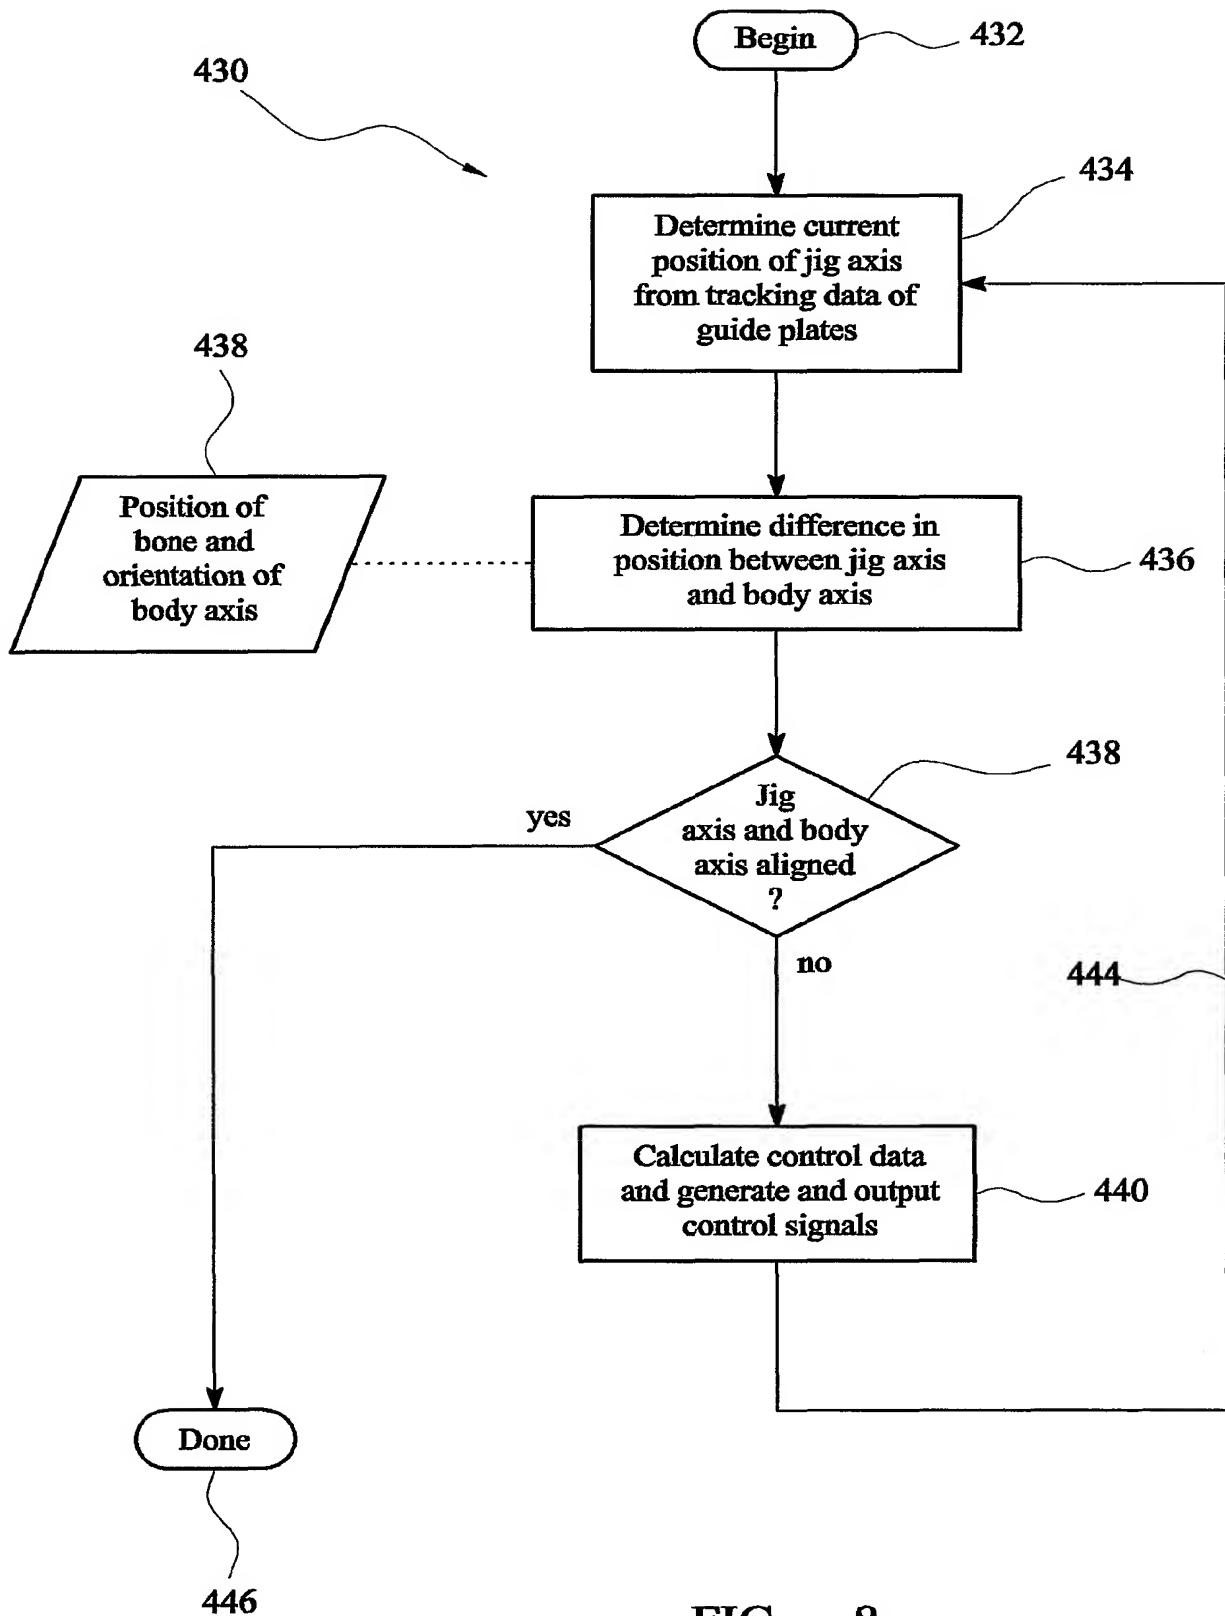 Begin
432
430
434
Determine current
position of jig axis
from tracking data of
guide plates
438
Position of
bone and
orientation of
body axis
Determine difference in
position between jig axis
and body axis
436
438
Jig
axis and body
axis aligned
?
yes
no
444
Calculate control data
and generate and output
control signals
440
Done
446
FIG. 8